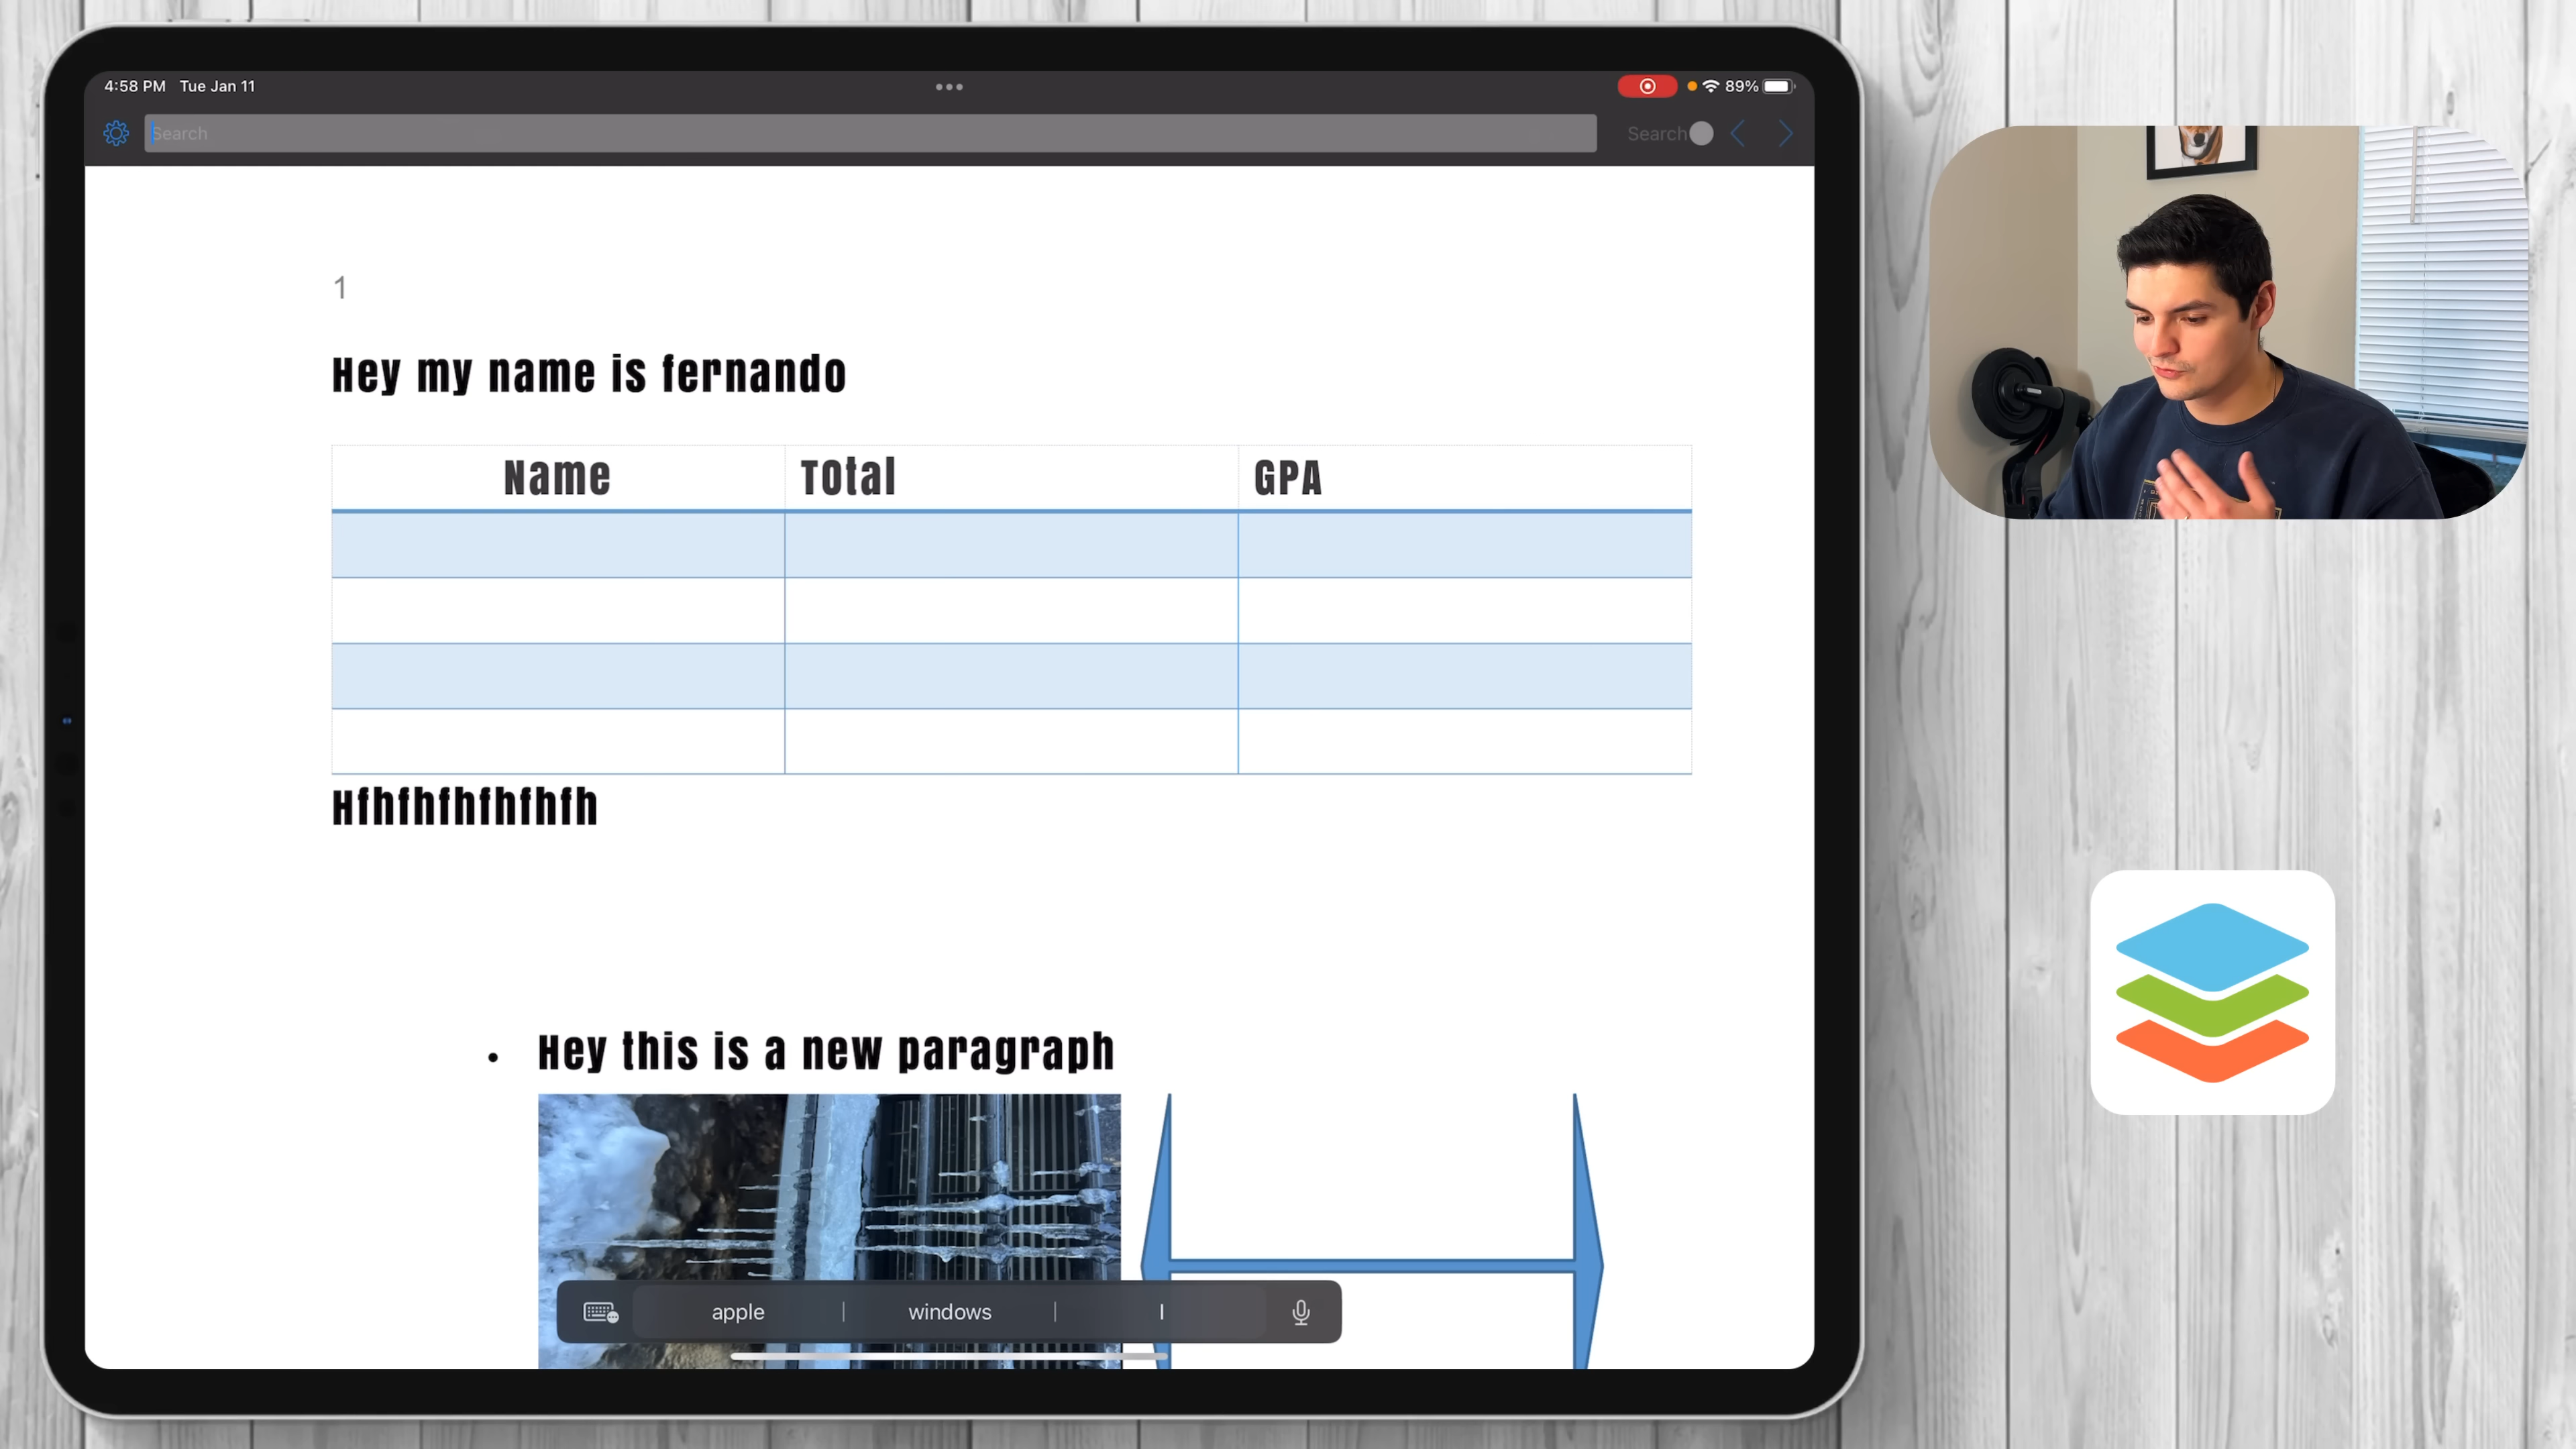 4:58 PM Tue Jan 11
89%
Search
Search
1
Hey my name is fernando
Name TOtal GPA
Hfhfhfhfhfhfh
• Hey this is a new paragraph
apple windows I